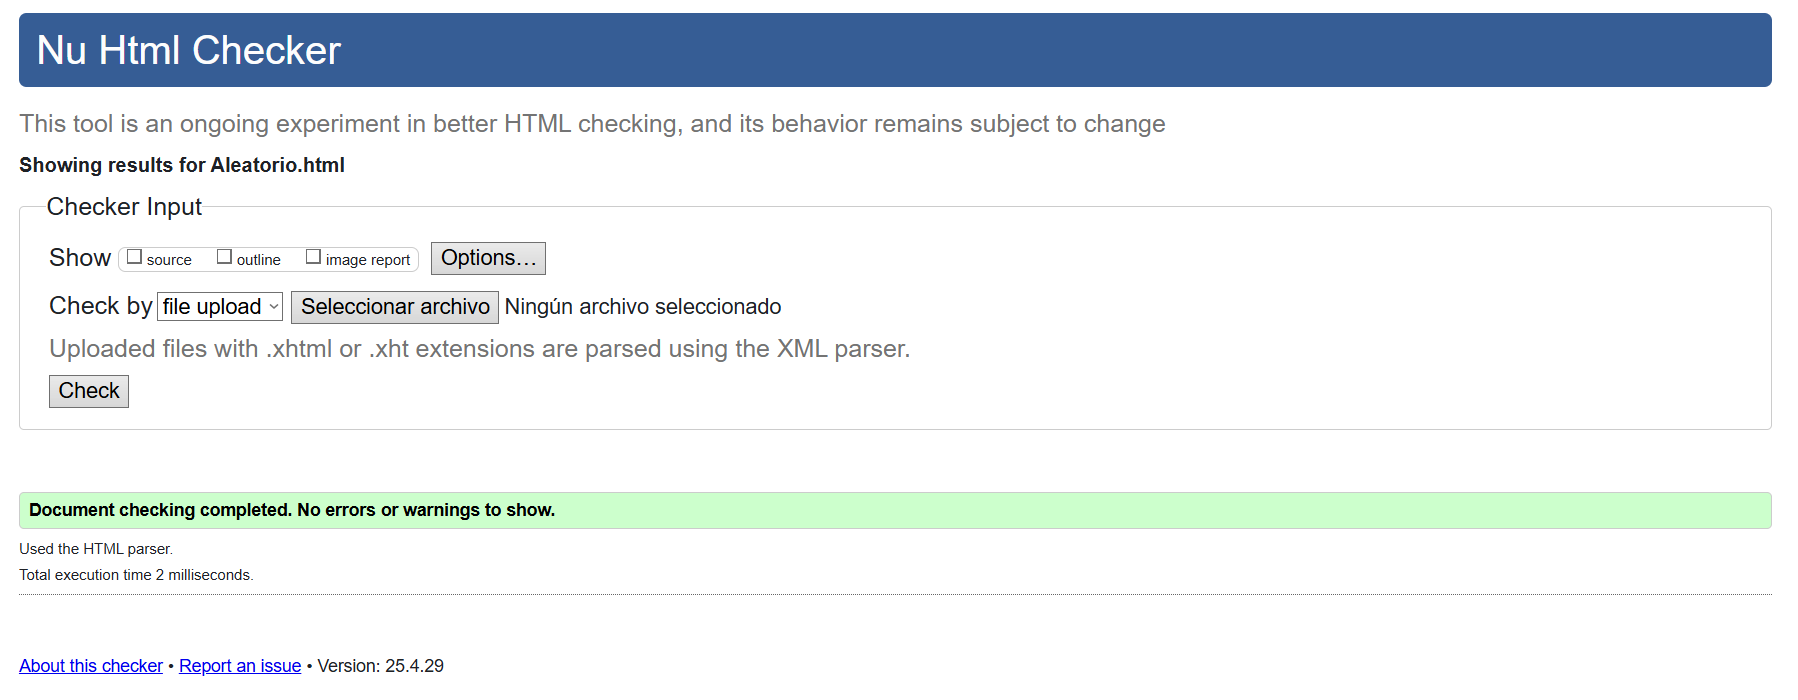 Nu Html Checker
This tool is an ongoing experiment in better HTML checking, and its behavior remains subject to change
Showing results for Aleatorio.html
Checker Input
Show source outline image report Options…
Check by file upload Seleccionar archivo Ningún archivo seleccionado
Uploaded files with .xhtml or .xht extensions are parsed using the XML parser.
Check
Document checking completed. No errors or warnings to show.
Used the HTML parser.
Total execution time 2 milliseconds.
About this checker • Report an issue • Version: 25.4.29